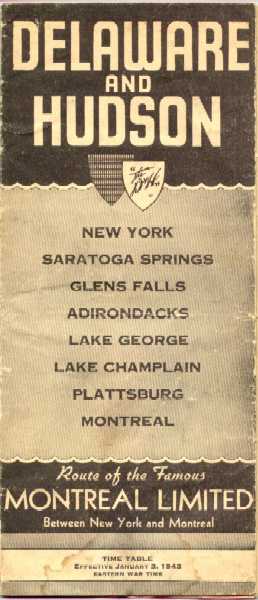 DELAWARE
AND
HUDSON
"The
D&H"
NEW YORK
SARATOGA SPRINGS
GLENS FALLS
ADIRONDACKS
LAKE GEORGE
LAKE CHAMPLAIN
PLATTSBURG
MONTREAL
Route of the Famous
MONTREAL LIMITED
Between New York and Montreal
TIME TABLE
EFFECTIVE JANUARY 3, 1943
EASTERN WAR TIME